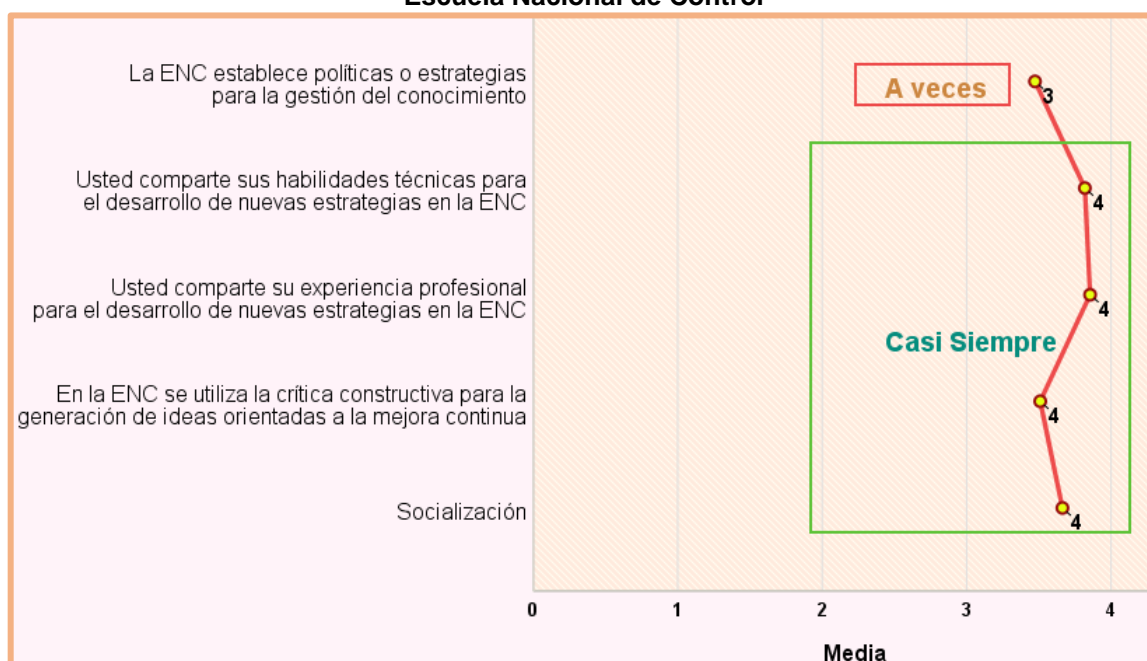 Escuela Nacional de Control
La ENC establece políticas o estrategias
para la gestión del conocimiento
A veces
3
Usted comparte sus habilidades técnicas para
el desarrollo de nuevas estrategias en la ENC
4
Usted comparte su experiencia profesional
para el desarrollo de nuevas estrategias en la ENC
4
Casi Siempre
En la ENC se utiliza la crítica constructiva para la
generación de ideas orientadas a la mejora continua
4
Socialización
4
0 1 2 3 4
Media